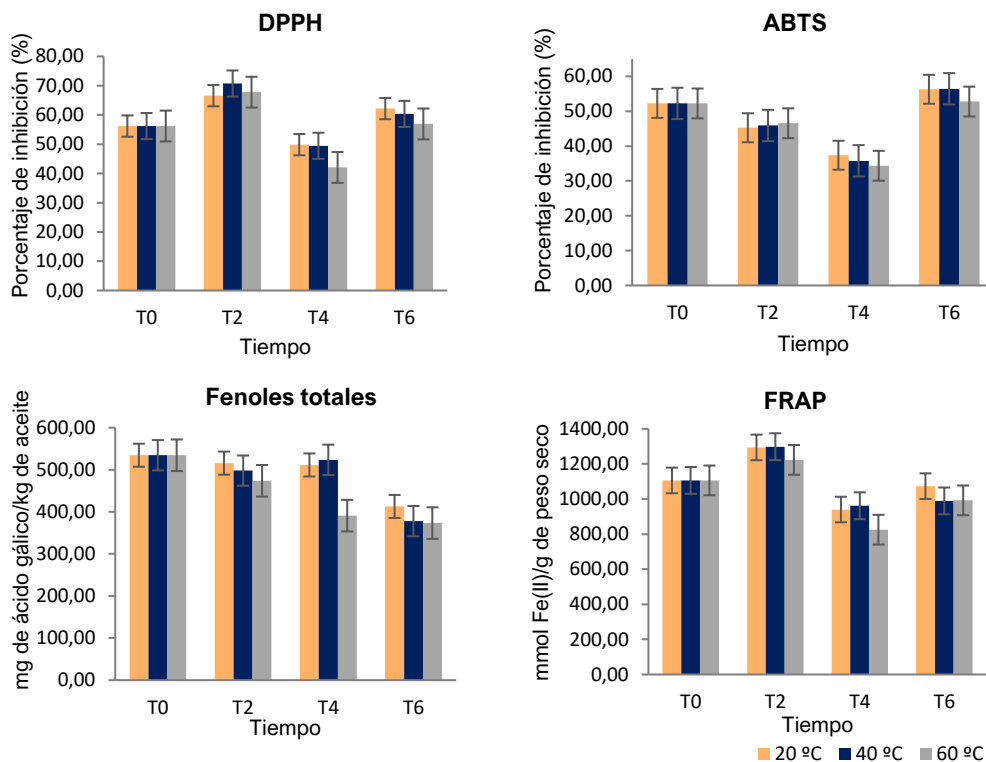 DPPH
Porcentaje de inhibición (%)
80,00
70,00
60,00
50,00
40,00
30,00
20,00
10,00
0,00
T0 T2 T4 T6
Tiempo
ABTS
Porcentaje de inhibición (%)
60,00
50,00
40,00
30,00
20,00
10,00
0,00
T0 T2 T4 T6
Tiempo
Fenoles totales
mg de ácido gálico/kg de aceite
600,00
500,00
400,00
300,00
200,00
100,00
0,00
T0 T2 T4 T6
Tiempo
FRAP
mmol Fe(II)/g de peso seco
1400,00
1200,00
1000,00
800,00
600,00
400,00
200,00
0,00
T0 T2 T4 T6
Tiempo
20 ºC 40 ºC 60 ºC